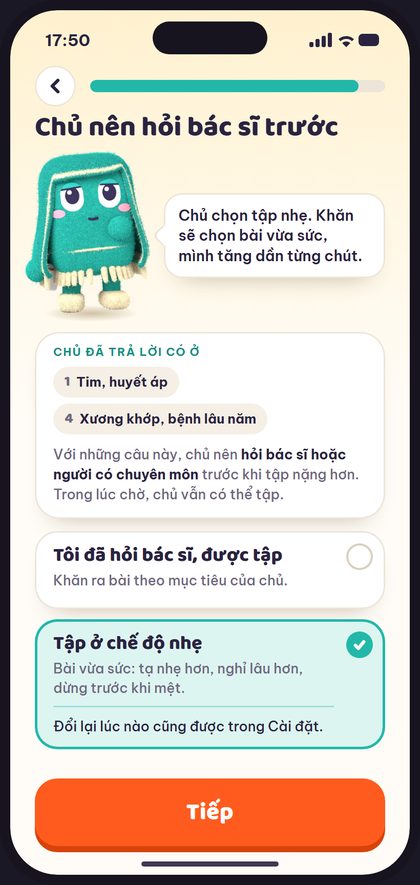 17:50
Chủ nên hỏi bác sĩ trước
Chủ chọn tập nhẹ. Khăn
sẽ chọn bài vừa sức,
mình tăng dần từng chút.
CHỦ ĐÃ TRẢ LỜI CÓ Ở
1 Tim, huyết áp
4 Xương khớp, bệnh lâu năm
Với những câu này, chủ nên hỏi bác sĩ hoặc
người có chuyên môn trước khi tập nặng hơn.
Trong lúc chờ, chủ vẫn có thể tập.
Tôi đã hỏi bác sĩ, được tập
Khăn ra bài theo mục tiêu của chủ.
Tập ở chế độ nhẹ
Bài vừa sức: tạ nhẹ hơn, nghỉ lâu hơn,
dừng trước khi mệt.
Đổi lại lúc nào cũng được trong Cài đặt.
Tiếp